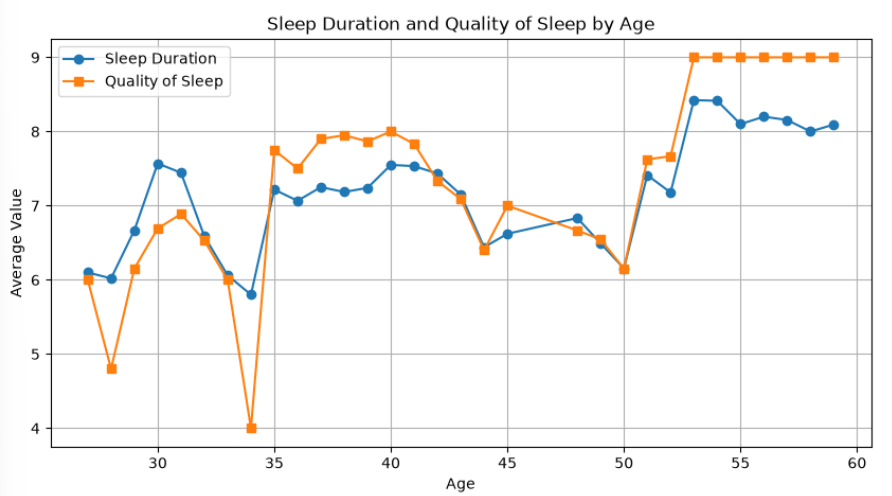 Sleep Duration and Quality of Sleep by Age
Sleep Duration
Quality of Sleep
Average Value
9
8
7
6
5
4
30 35 40 45 50 55 60
Age